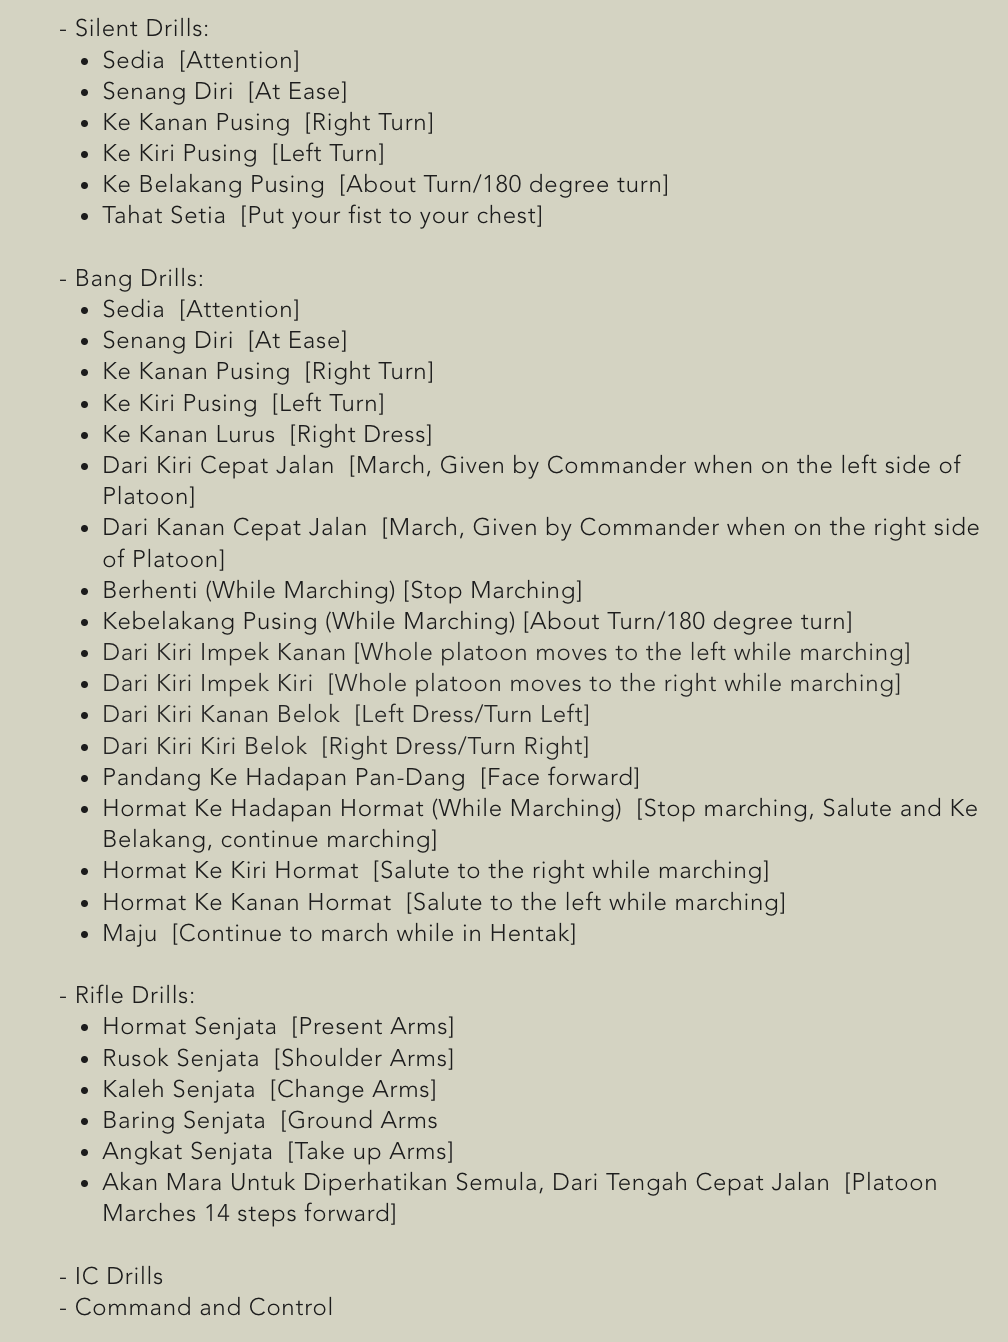 - Silent Drills:
• Sedia  [Attention]
• Senang Diri  [At Ease]
• Ke Kanan Pusing  [Right Turn]
• Ke Kiri Pusing  [Left Turn]
• Ke Belakang Pusing  [About Turn/180 degree turn]
• Tahat Setia  [Put your fist to your chest]
- Bang Drills:
• Sedia  [Attention]
• Senang Diri  [At Ease]
• Ke Kanan Pusing  [Right Turn]
• Ke Kiri Pusing  [Left Turn]
• Ke Kanan Lurus  [Right Dress]
• Dari Kiri Cepat Jalan  [March, Given by Commander when on the left side of
Platoon]
• Dari Kanan Cepat Jalan  [March, Given by Commander when on the right side
of Platoon]
• Berhenti (While Marching) [Stop Marching]
• Kebelakang Pusing (While Marching) [About Turn/180 degree turn]
• Dari Kiri Impek Kanan [Whole platoon moves to the left while marching]
• Dari Kiri Impek Kiri  [Whole platoon moves to the right while marching]
• Dari Kiri Kanan Belok  [Left Dress/Turn Left]
• Dari Kiri Kiri Belok  [Right Dress/Turn Right]
• Pandang Ke Hadapan Pan-Dang  [Face forward]
• Hormat Ke Hadapan Hormat (While Marching)  [Stop marching, Salute and Ke
Belakang, continue marching]
• Hormat Ke Kiri Hormat  [Salute to the right while marching]
• Hormat Ke Kanan Hormat  [Salute to the left while marching]
• Maju  [Continue to march while in Hentak]
- Rifle Drills:
• Hormat Senjata  [Present Arms]
• Rusok Senjata  [Shoulder Arms]
• Kaleh Senjata  [Change Arms]
• Baring Senjata  [Ground Arms
• Angkat Senjata  [Take up Arms]
• Akan Mara Untuk Diperhatikan Semula, Dari Tengah Cepat Jalan  [Platoon
Marches 14 steps forward]
- IC Drills
- Command and Control